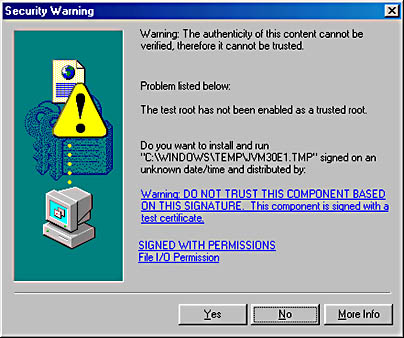 Security Warning
Warning: The authenticity of this content cannot be
verified, therefore it cannot be trusted.
Problem listed below:
The test root has not been enabled as a trusted root.
Do you want to install and run
"C:\WINDOWS\TEMP\JVM30E1.TMP" signed on an
unknown date/time and distributed by:
Warning: DO NOT TRUST THIS COMPONENT BASED
ON THIS SIGNATURE. This component is signed with a
test certificate.
SIGNED WITH PERMISSIONS
File I/O Permission
Yes
No
More Info